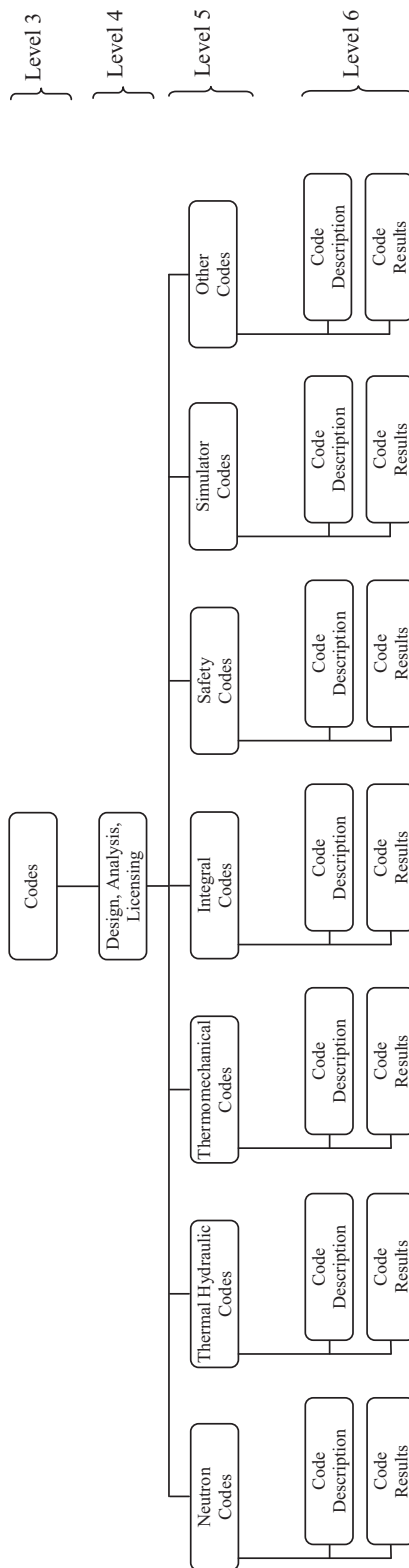 Codes
Level 3
Design, Analysis,
Licensing
Level 4
Neutron
Codes
Thermal Hydraulic
Codes
Thermomechanical
Codes
Integral
Codes
Safety
Codes
Simulator
Codes
Other
Codes
Level 5
Code
Description
Code
Description
Code
Description
Code
Description
Code
Description
Code
Description
Code
Description
Level 6
Code
Results
Code
Results
Code
Results
Code
Results
Code
Results
Code
Results
Code
Results